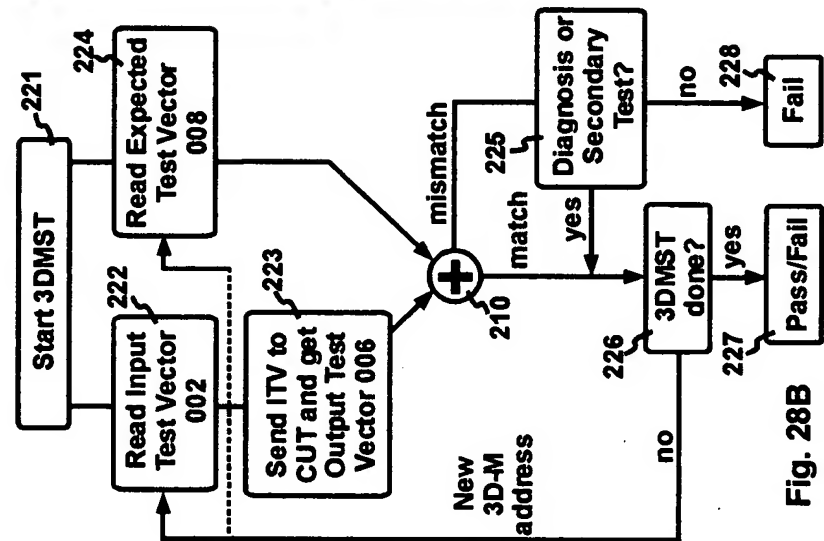 221
Start 3DMST
222
Read Input
Test Vector
002
224
Read Expected
Test Vector
008
223
Send ITV to
CUT and get
Output Test
Vector 006
210
+
mismatch
match
225
Diagnosis or
Secondary
Test?
yes
no
228
Fail
226
3DMST
done?
yes
no
227
Pass/Fail
New
3D-M
address
Fig. 28B